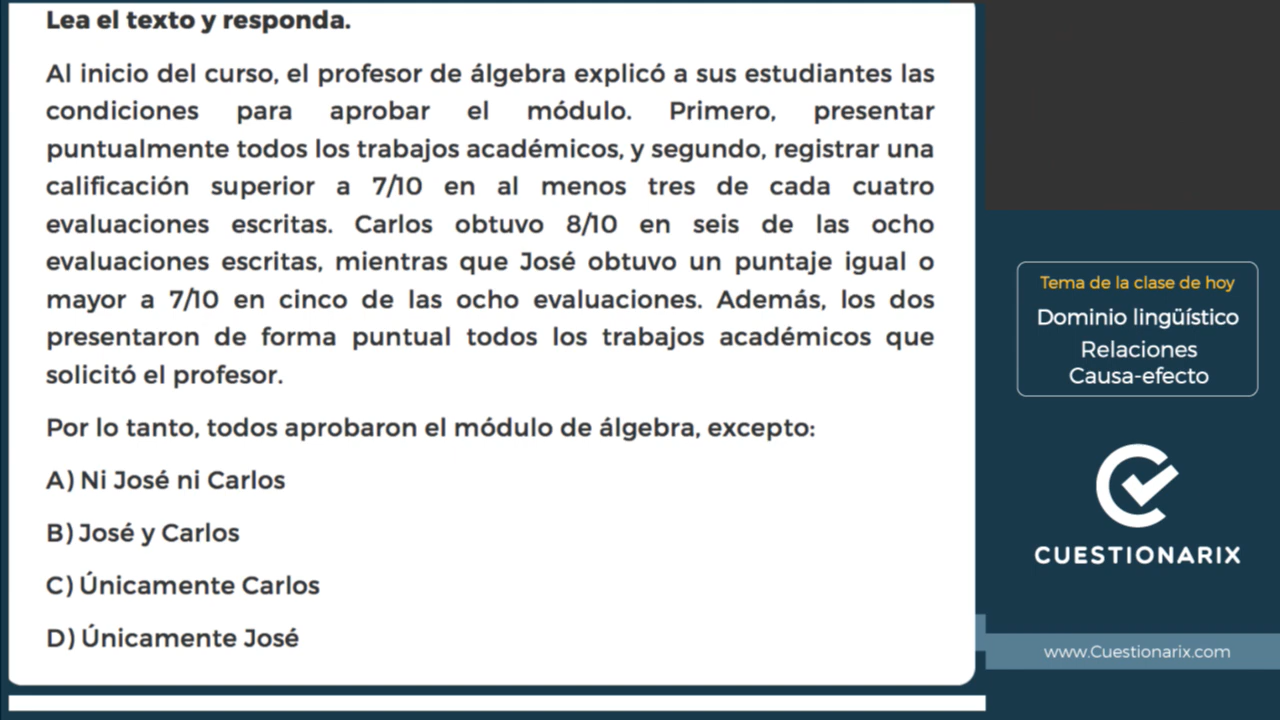 Lea el texto y responda.
Al inicio del curso, el profesor de álgebra explicó a sus estudiantes las
condiciones para aprobar el módulo. Primero, presentar
puntualmente todos los trabajos académicos, y segundo, registrar una
calificación superior a 7/10 en al menos tres de cada cuatro
evaluaciones escritas. Carlos obtuvo 8/10 en seis de las ocho
evaluaciones escritas, mientras que José obtuvo un puntaje igual o
mayor a 7/10 en cinco de las ocho evaluaciones. Además, los dos
presentaron de forma puntual todos los trabajos académicos que
solicitó el profesor.
Por lo tanto, todos aprobaron el módulo de álgebra, excepto:
A) Ni José ni Carlos
B) José y Carlos
C) Únicamente Carlos
D) Únicamente José
Tema de la clase de hoy
Dominio lingüístico
Relaciones
Causa-efecto
CUESTIONARIX
www.Cuestionarix.com